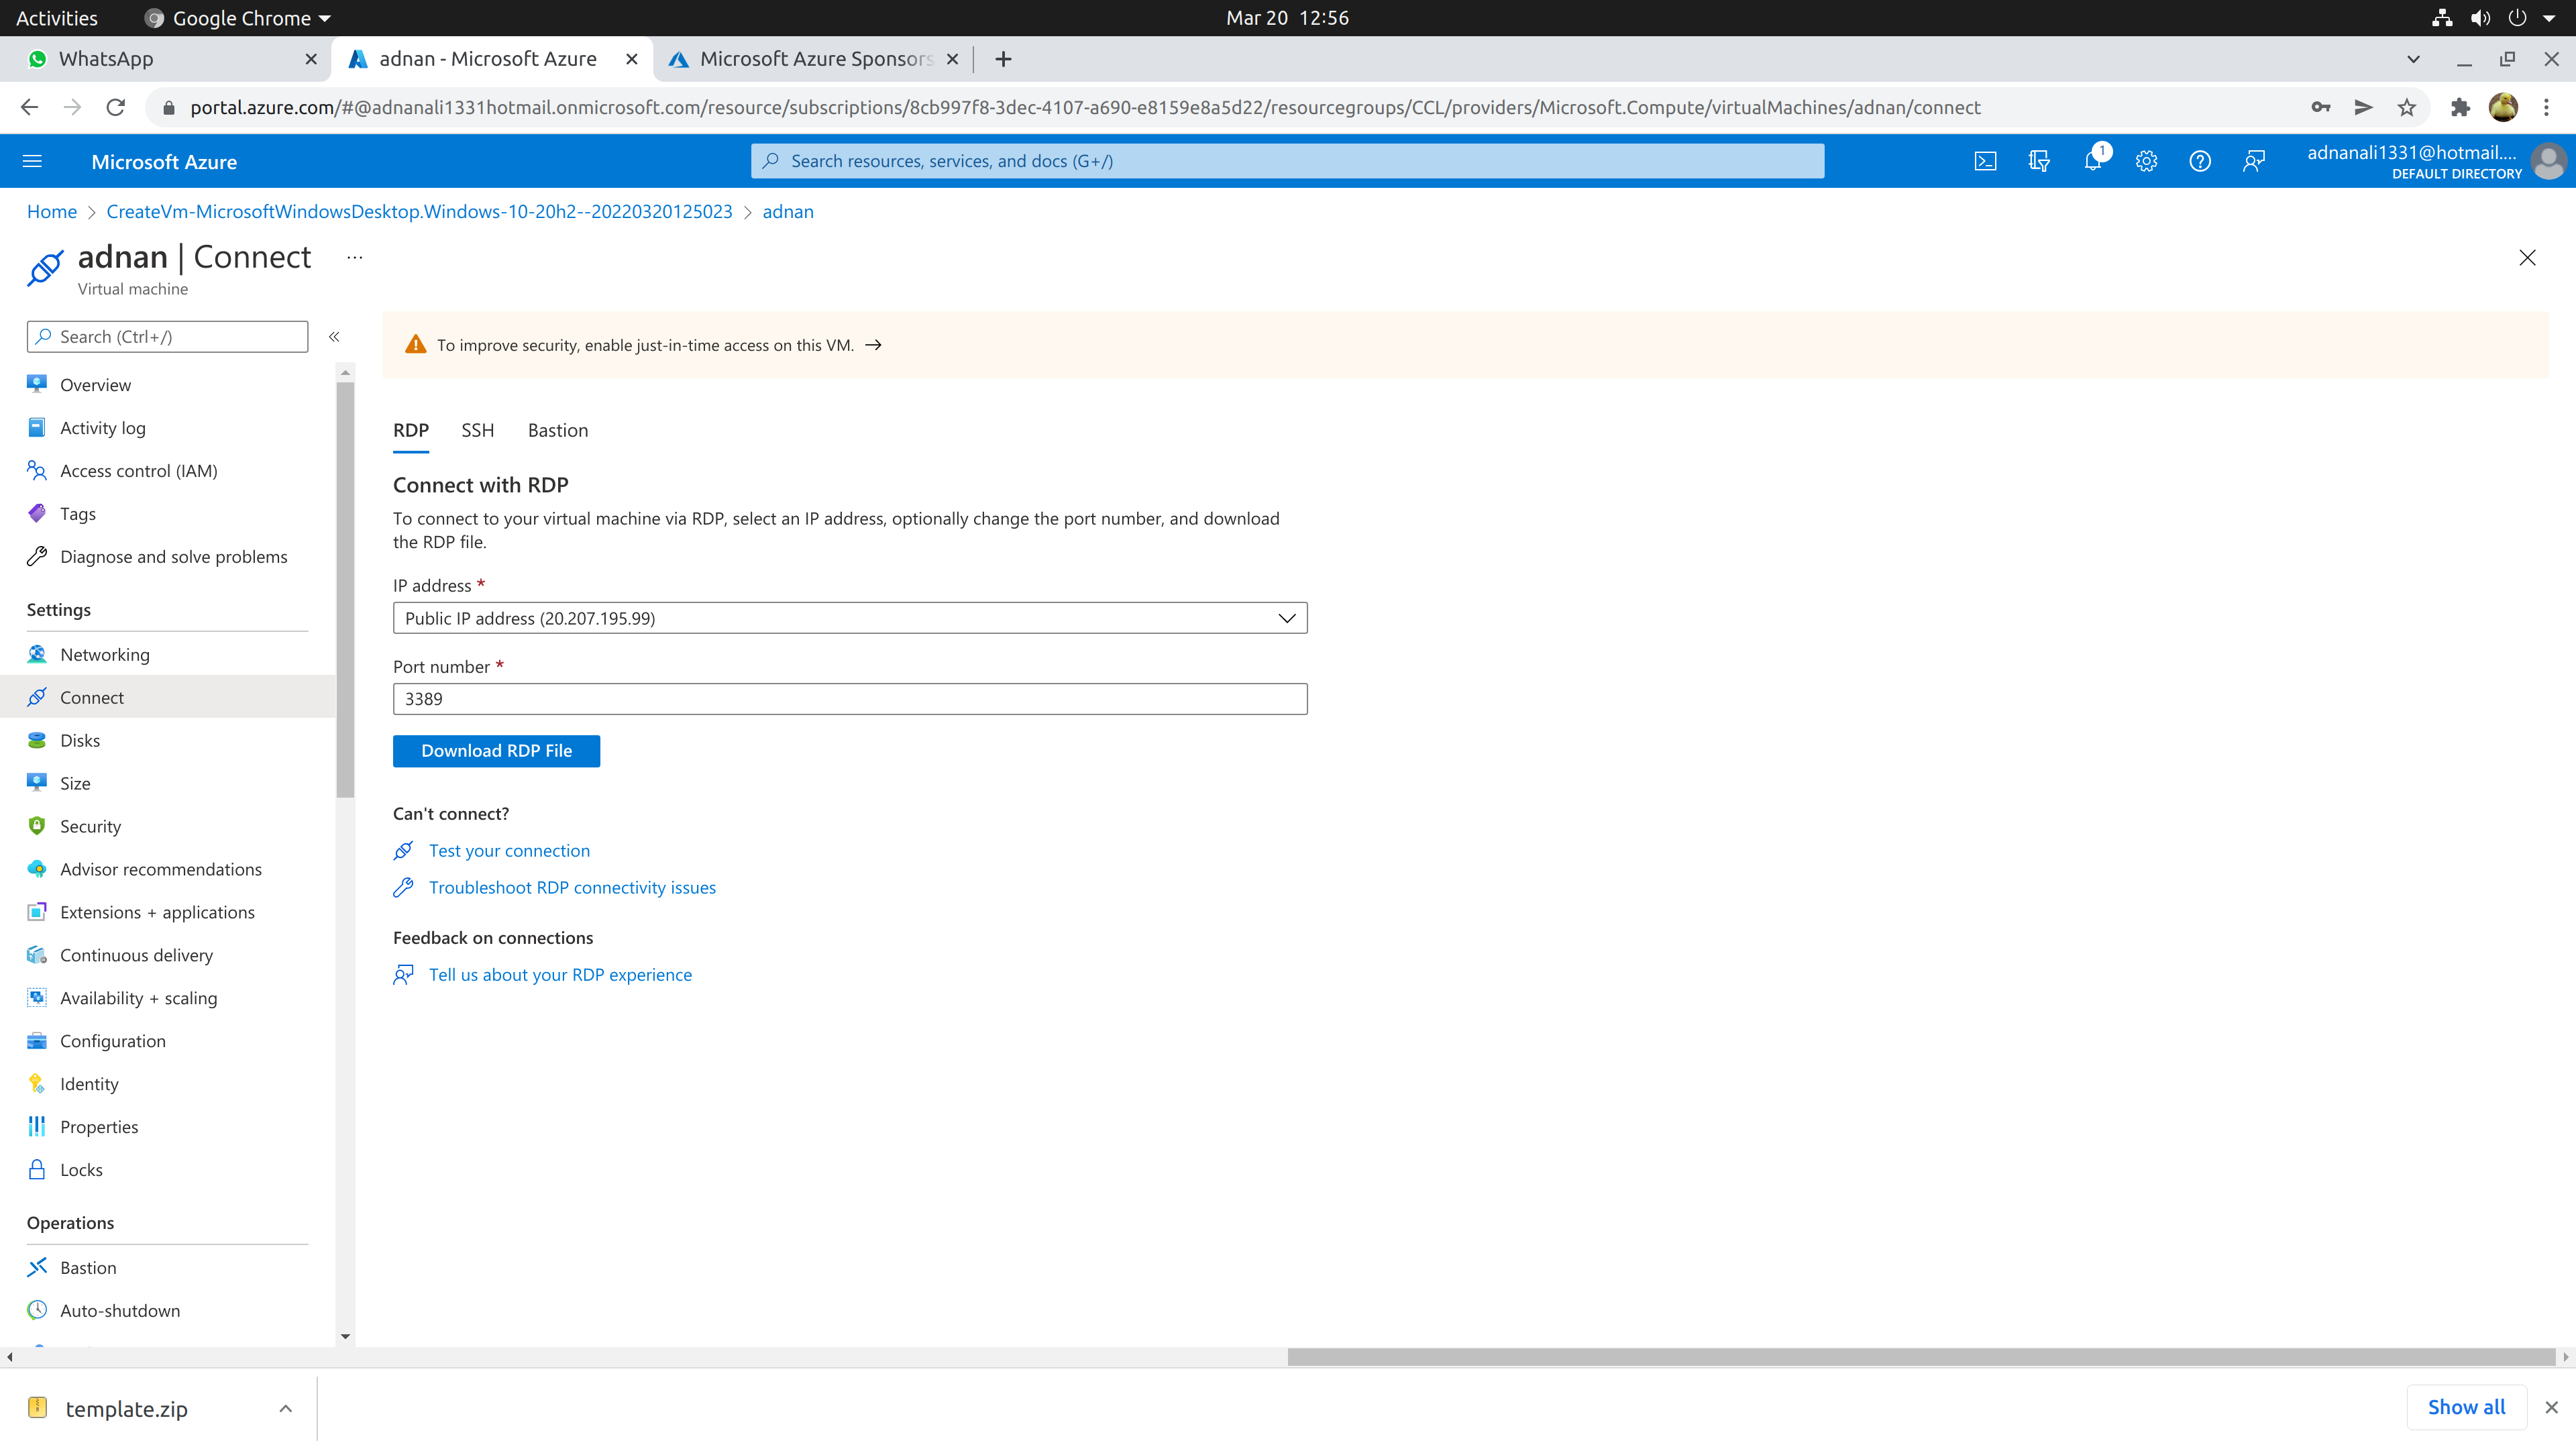 Activities
Google Chrome
Mar 20 12:56
WhatsApp
adnan - Microsoft Azure
Microsoft Azure Sponsors
portal.azure.com/#@adnanali1331hotmail.onmicrosoft.com/resource/subscriptions/8cb997f8-3dec-4107-a690-e8159e8a5d22/resourcegroups/CCL/providers/Microsoft.Compute/virtualMachines/adnan/connect
Microsoft Azure
Search resources, services, and docs (G+/)
1
adnanali1331@hotmail....
DEFAULT DIRECTORY
Home > CreateVm-MicrosoftWindowsDesktop.Windows-10-20h2--20220320125023 > adnan
adnan | Connect ...
Virtual machine
Search (Ctrl+/)
«
Overview
Activity log
Access control (IAM)
Tags
Diagnose and solve problems
Settings
Networking
Connect
Disks
Size
Security
Advisor recommendations
Extensions + applications
Continuous delivery
Availability + scaling
Configuration
Identity
Properties
Locks
Operations
Bastion
Auto-shutdown
To improve security, enable just-in-time access on this VM. →
RDP
SSH
Bastion
Connect with RDP
To connect to your virtual machine via RDP, select an IP address, optionally change the port number, and download
the RDP file.
IP address *
Public IP address (20.207.195.99)
Port number *
3389
Download RDP File
Can't connect?
Test your connection
Troubleshoot RDP connectivity issues
Feedback on connections
Tell us about your RDP experience
template.zip
Show all